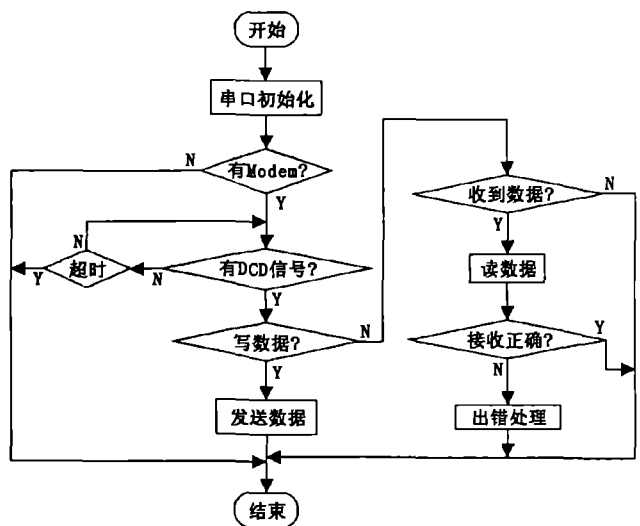 开始
串口初始化
N
有Modem?
Y
N
超时
Y
N
有DCD信号?
Y
写数据?
N
Y
发送数据
结束
收到数据?
N
Y
读数据
接收正确?
Y
N
出错处理